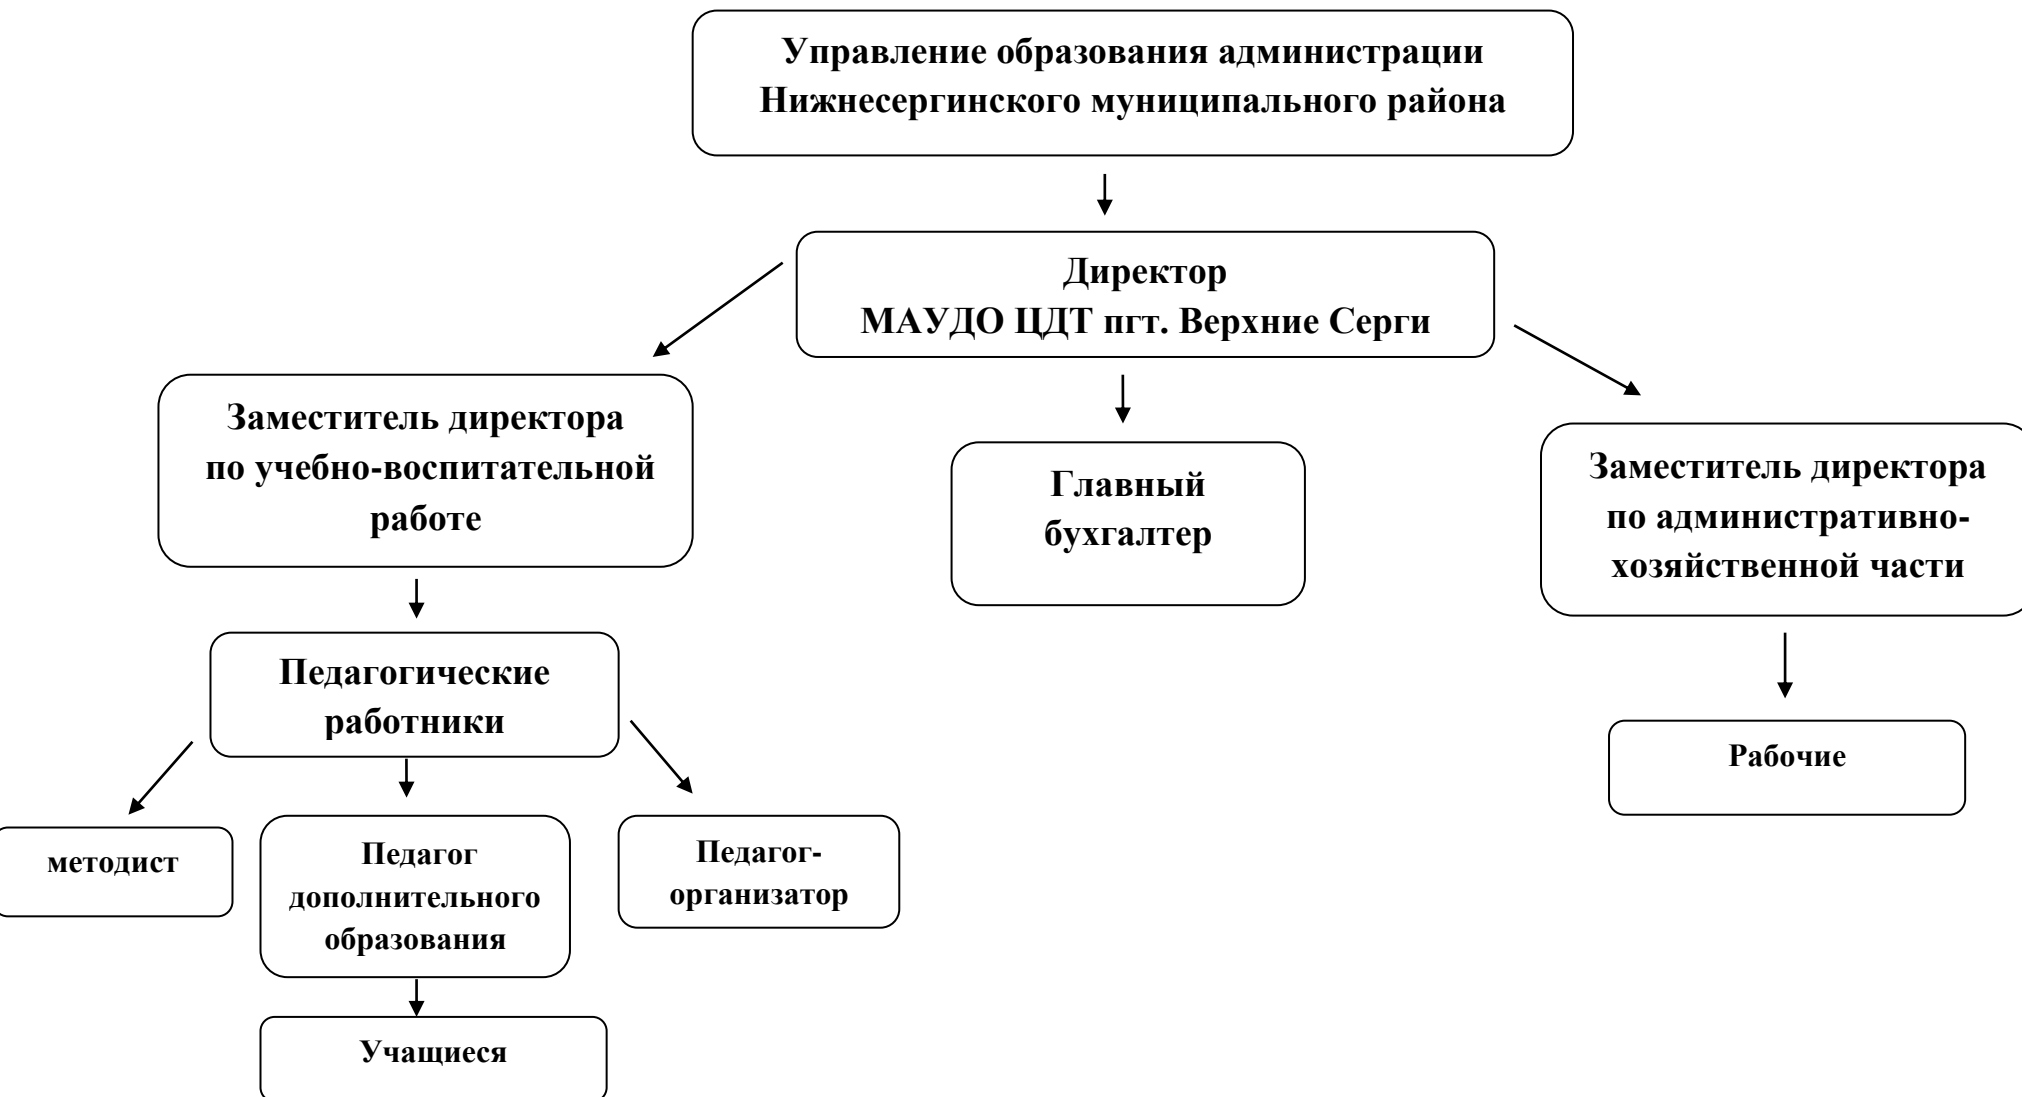 Управление образования администрации
Нижнесергинского муниципального района
Директор
МАУДО ЦДТ пгт. Верхние Серги
Заместитель директора
по учебно-воспитательной
работе
Главный
бухгалтер
Заместитель директора
по административно-
хозяйственной части
Педагогические
работники
Рабочие
методист
Педагог
дополнительного
образования
Педагог-
организатор
Учащиеся